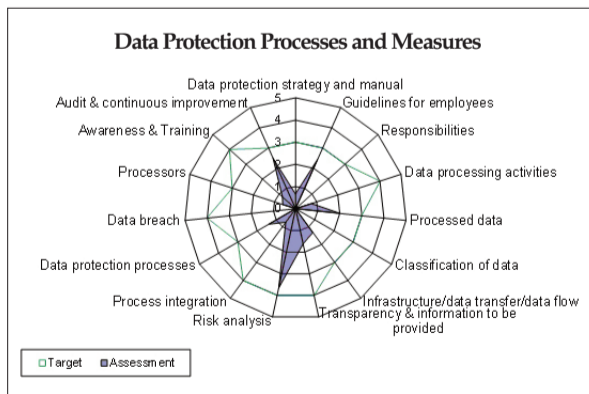 Data Protection Processes and Measures
Data protection strategy and manual
Audit & continuous improvement
Guidelines for employees
Awareness & Training
Responsibilities
Processors
Data processing activities
Data breach
Processed data
Data protection processes
Classification of data
Process integration
Infrastructure/data transfer/data flow
Risk analysis
Transparency & information to be
provided
5
4
3
2
1
0
Target
Assessment